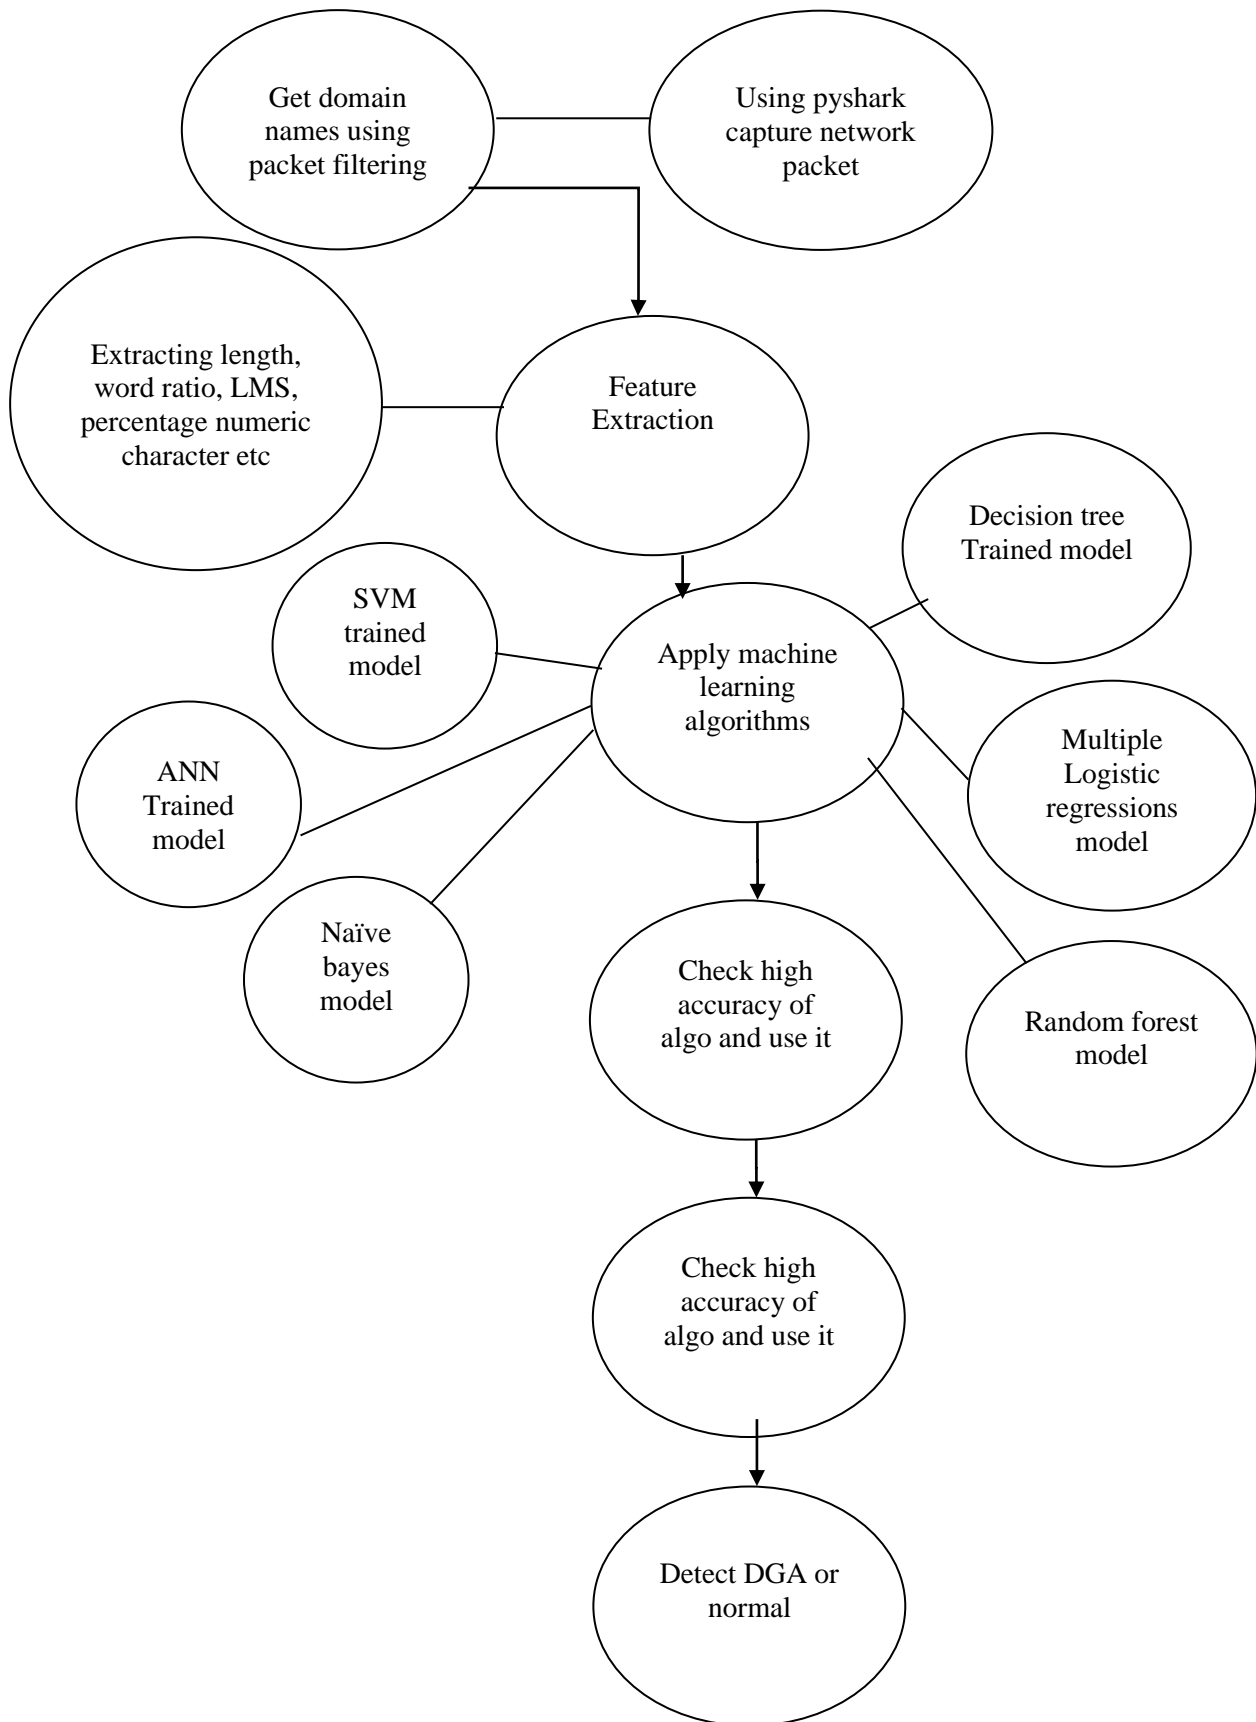 Get domain
names using
packet filtering
Using pyshark
capture network
packet
Extracting length,
word ratio, LMS,
percentage numeric
character etc
Feature
Extraction
Decision tree
Trained model
SVM
trained
model
Apply machine
learning
algorithms
Multiple
Logistic
regressions
model
ANN
Trained
model
Naïve
bayes
model
Check high
accuracy of
algo and use it
Random forest
model
Check high
accuracy of
algo and use it
Detect DGA or
normal